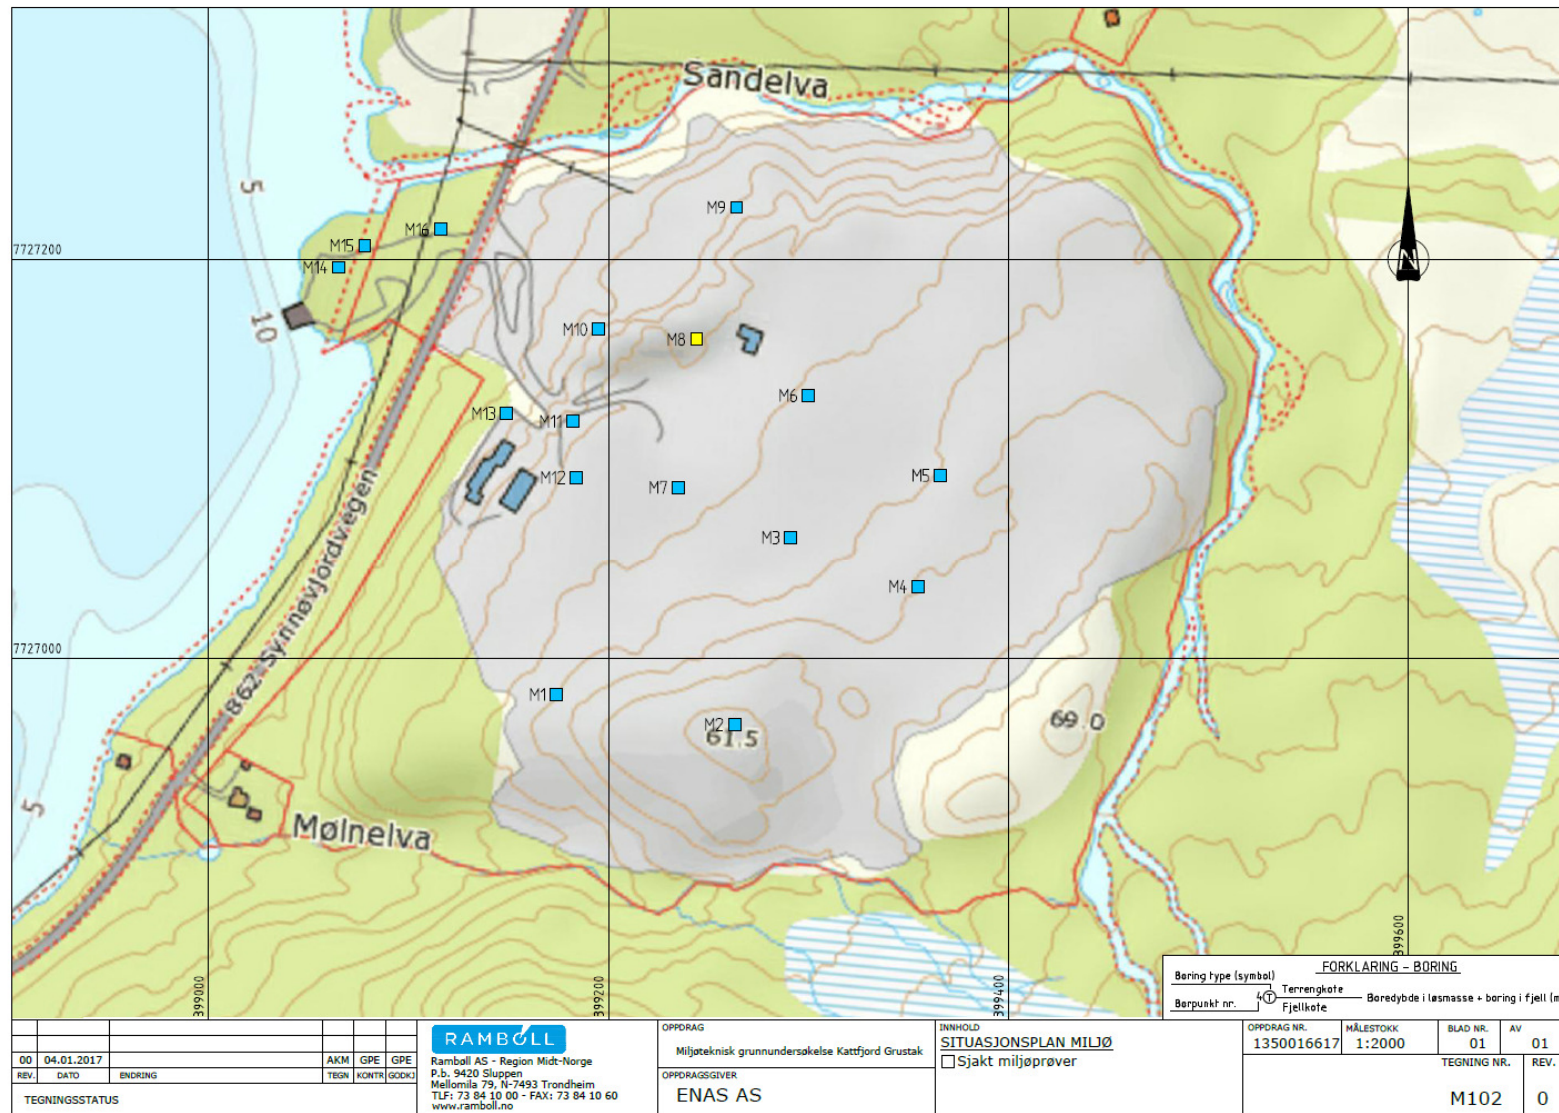 Sandelva
5
M9
M16
M15
7727200
M14
N
10
M10
M8
M6
M13
M11
M12
M7
M5
M3
M4
862 Synnøvjordvegen
7727000
M1
M2
61.5
69.0
5
Mølnelva
399000
399200
399400
399600
FORKLARING - BORING
Boring type (symbol)
Terrengkote
Borpunkt nr.
4 T
Fjellkote
Boredybde i løsmasse + boring i fjell (m
00 04.01.2017 AKM GPE GPE
REV. DATO ENDRING TEGN KONTR GODKJ
TEGNINGSSTATUS
RAMBOLL
Rambøll AS - Region Midt-Norge
P.b. 9420 Sluppen
Mellomila 79, N-7493 Trondheim
TLF: 73 84 10 00 - FAX: 73 84 10 60
www.ramboll.no
OPPDRAG
Miljøteknisk grunnundersøkelse Kattfjord Grustak
OPPDRAGSGIVER
ENAS AS
INNHOLD
SITUASJONSPLAN MILJØ
Sjakt miljøprøver
OPPDRAG NR. MÅLESTOKK BLAD NR. AV
1350016617 1:2000 01 01
TEGNING NR. REV.
M102 0